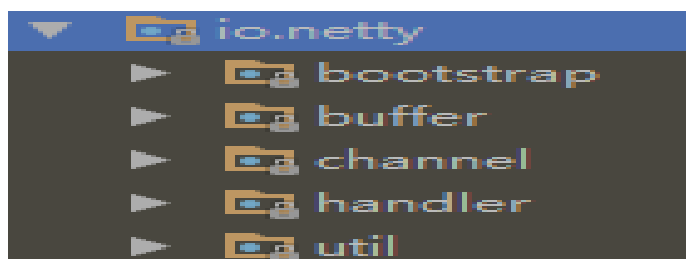 io.netty
bootstrap
buffer
channel
handler
util